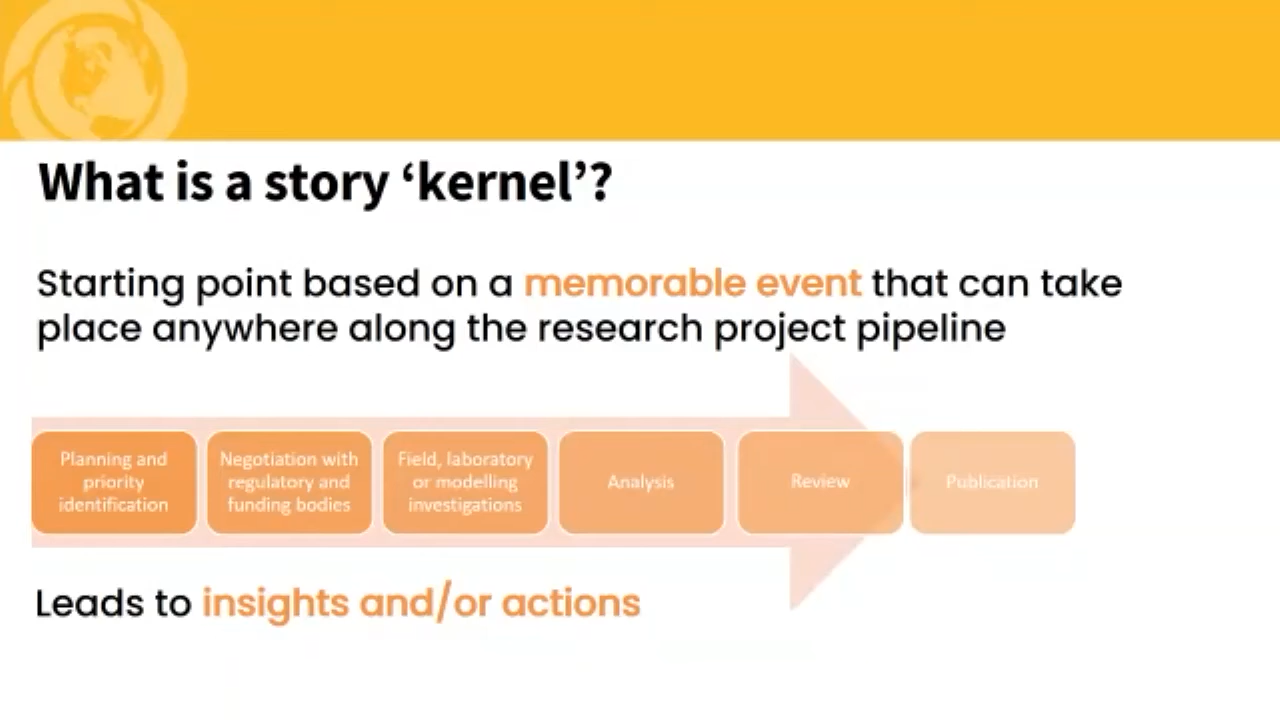 What is a story ‘kernel’?
Starting point based on a memorable event that can take
place anywhere along the research project pipeline
Planning and
priority
identification
Negotiation with
regulatory and
funding bodies
Field, laboratory
or modelling
investigations
Analysis
Review
Publication
Leads to insights and/or actions